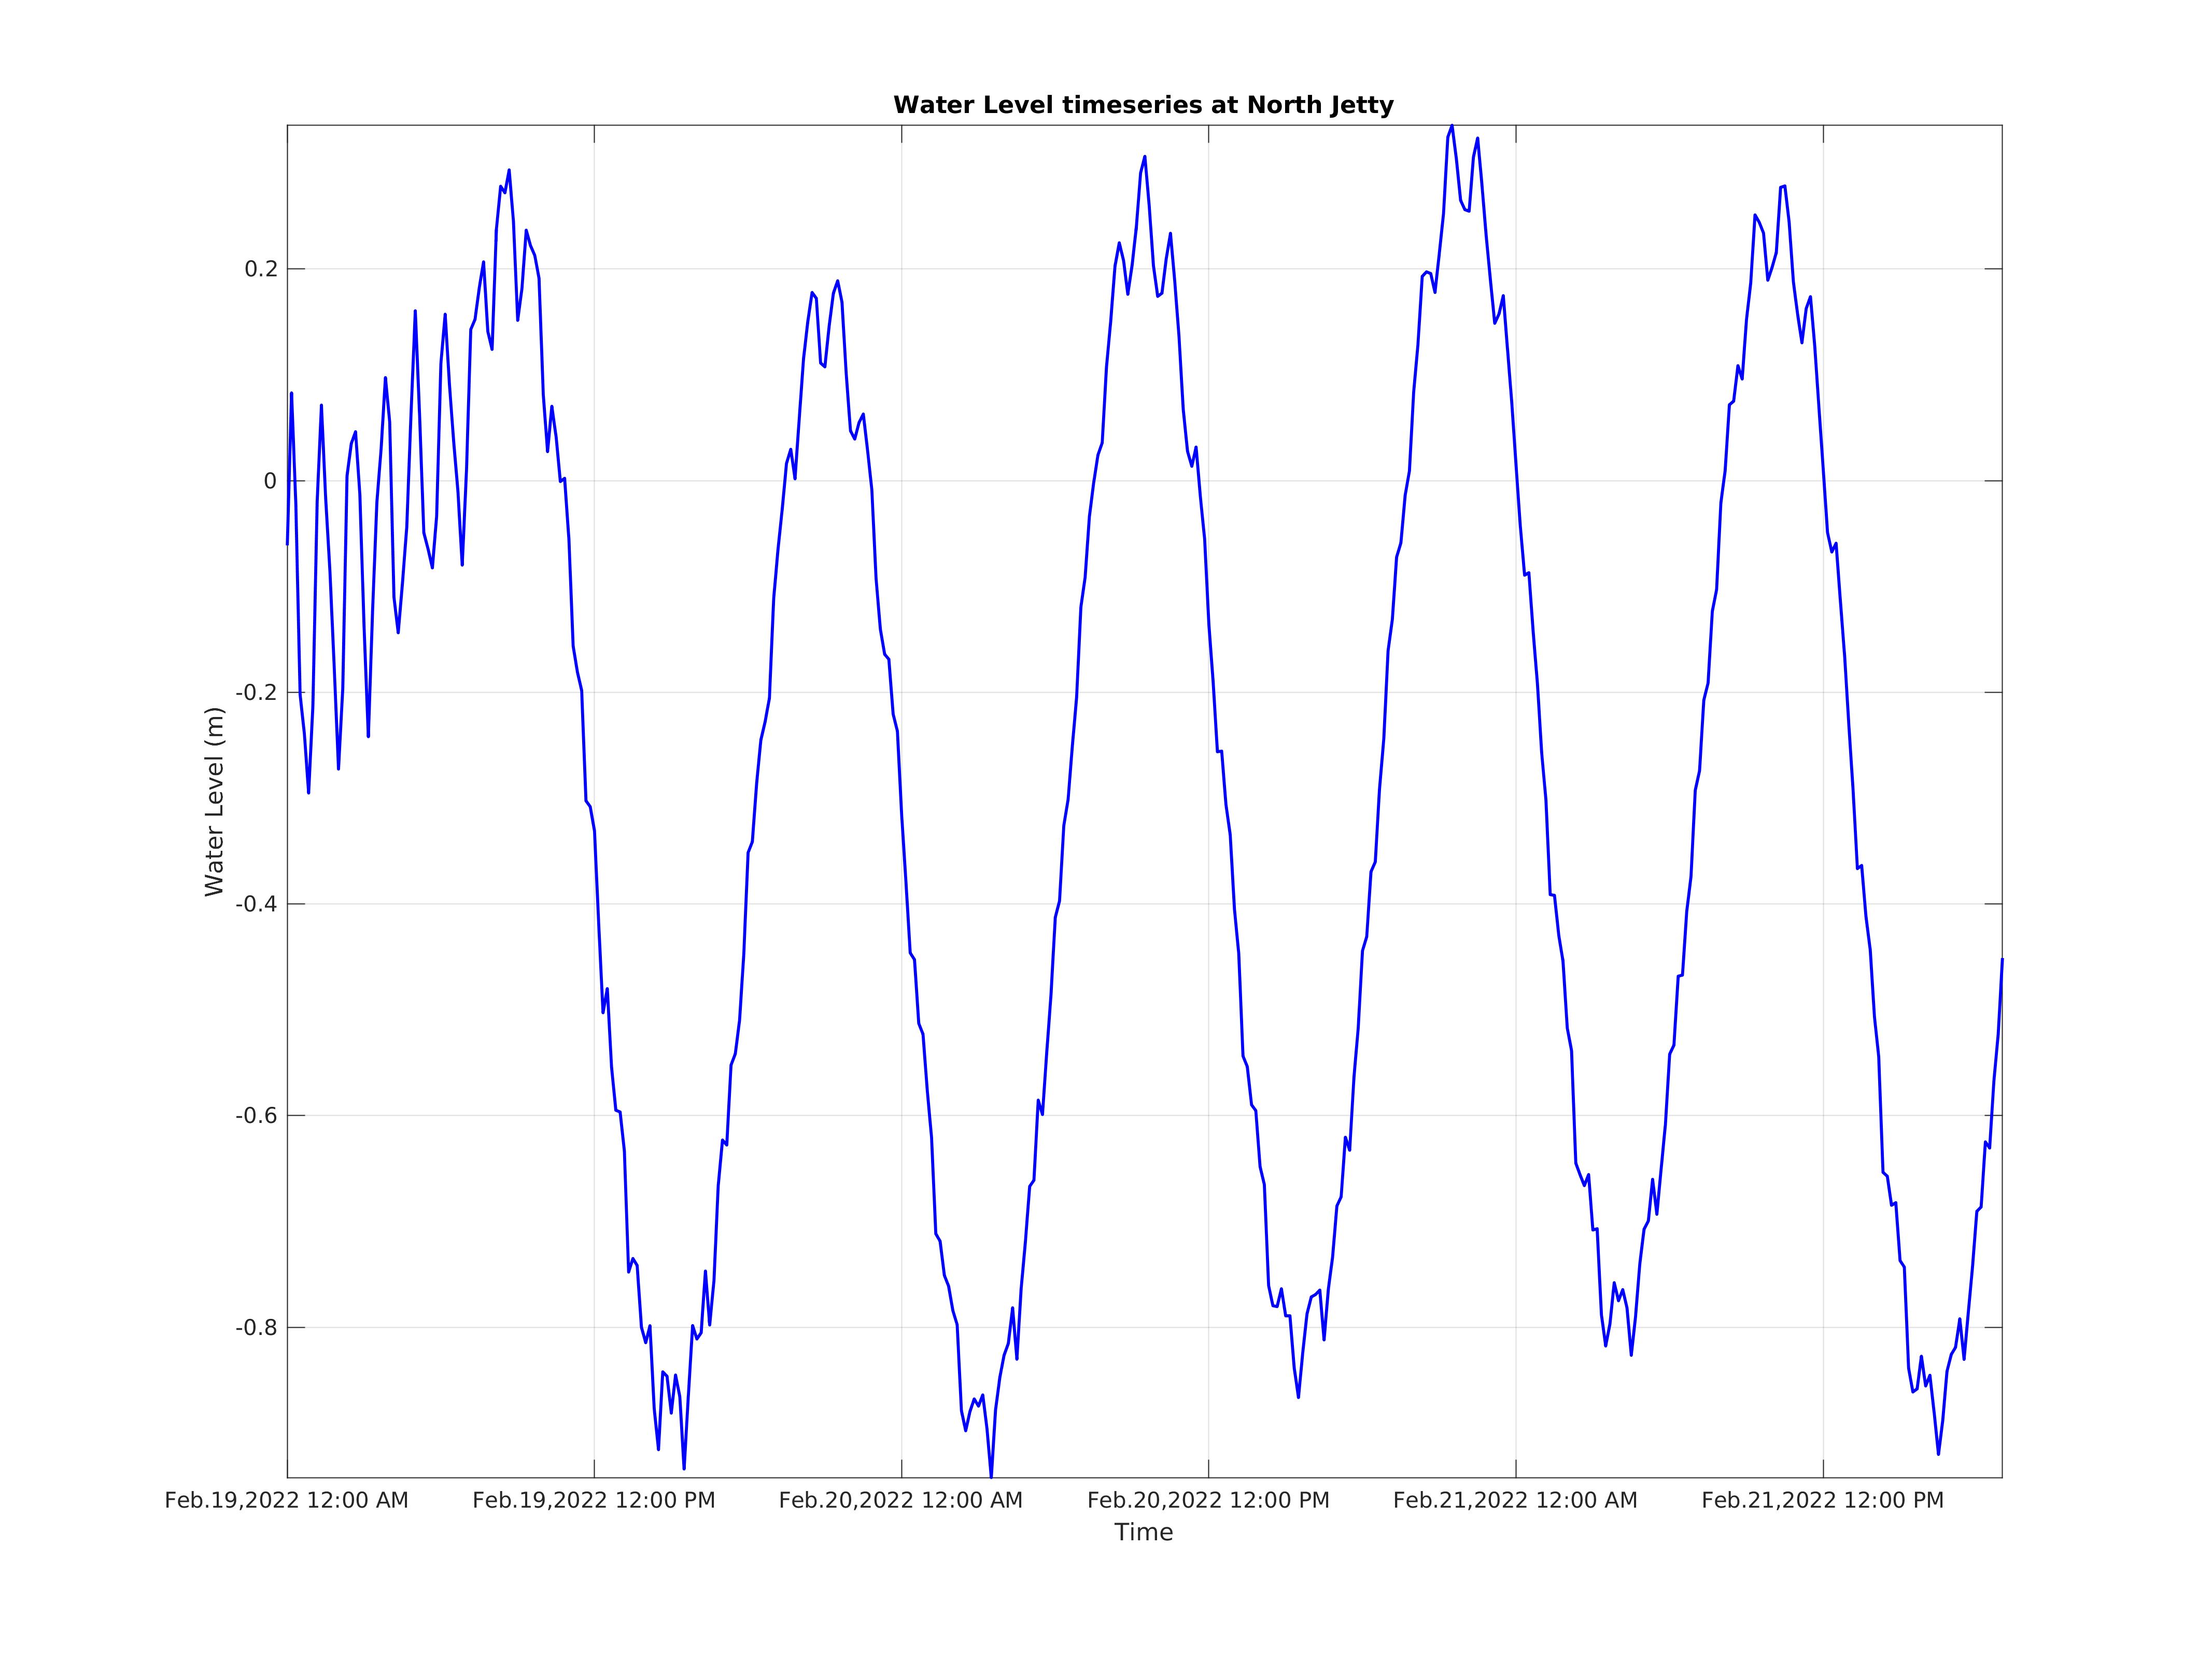 Water Level timeseries at North Jetty
0.2
0
-0.2
-0.4
-0.6
-0.8
Water Level (m)
Feb.19,2022 12:00 AM
Feb.19,2022 12:00 PM
Feb.20,2022 12:00 AM
Feb.20,2022 12:00 PM
Feb.21,2022 12:00 AM
Feb.21,2022 12:00 PM
Time